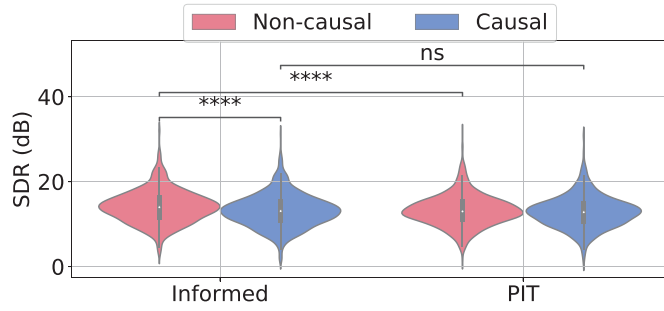 Non-causal Causal
ns
****
****
40
20
0
SDR (dB)
Informed PIT